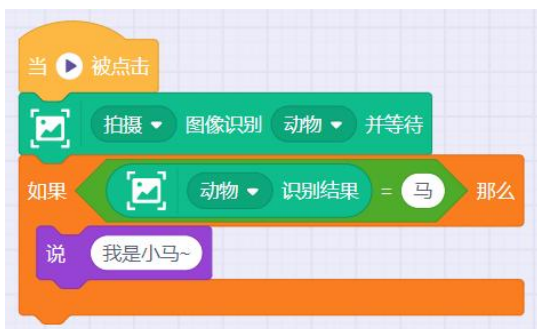 当 被点击
拍摄 图像识别 动物 并等待
如果 动物 识别结果 = 马 那么
说 我是小马~